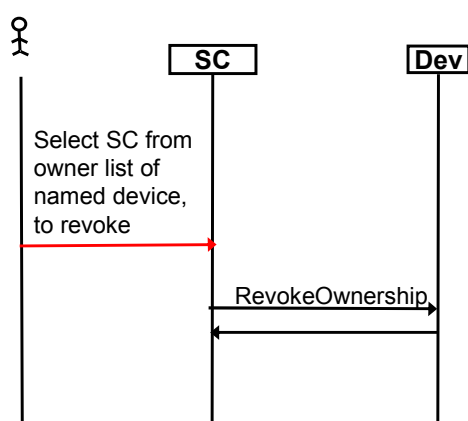 SC
Dev
Select SC from
owner list of
named device,
to revoke
RevokeOwnership